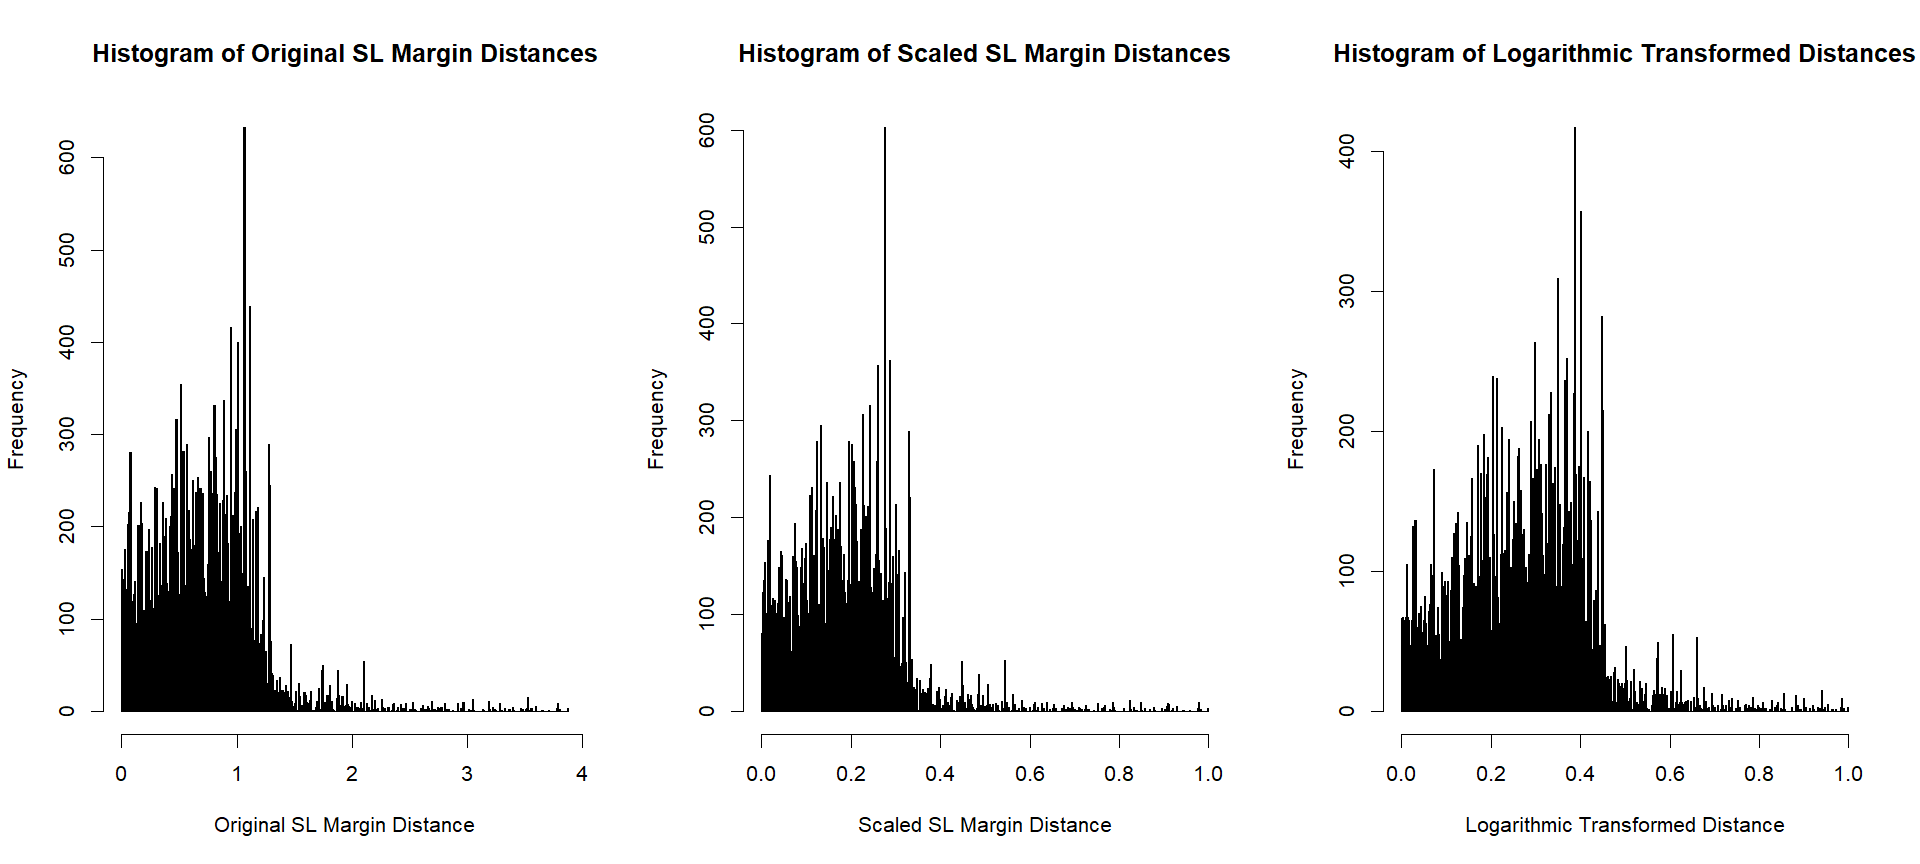 Histogram of Original SL Margin Distances
Frequency
600
500
400
300
200
100
0
0 1 2 3 4
Original SL Margin Distance
Histogram of Scaled SL Margin Distances
Frequency
600
500
400
300
200
100
0
0.0 0.2 0.4 0.6 0.8 1.0
Scaled SL Margin Distance
Histogram of Logarithmic Transformed Distances
Frequency
400
300
200
100
0
0.0 0.2 0.4 0.6 0.8 1.0
Logarithmic Transformed Distance